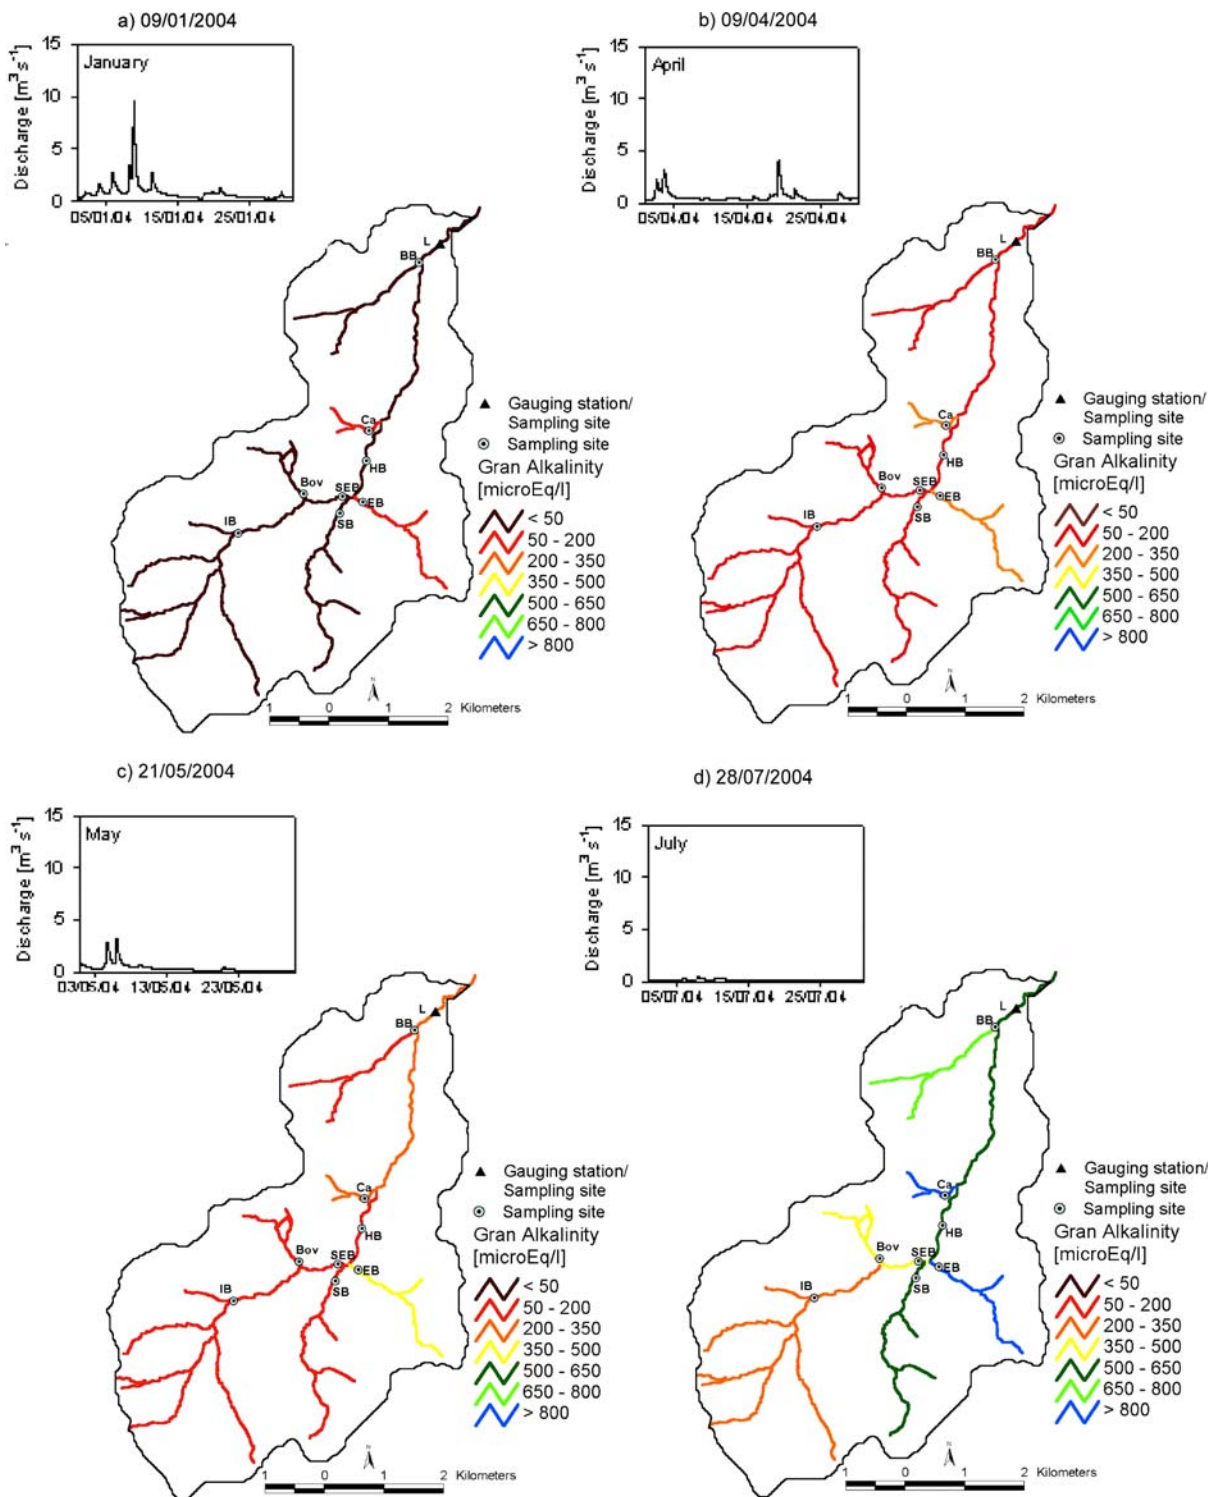 a) 09/01/2004
Discharge [m³ s⁻¹]
15
10
5
0
January
05/01.04 15/01.04 25/01.04
L
BB
Ca
HB
Bov
SEB
EB
SB
IB
Gauging station/
Sampling site
Sampling site
Gran Alkalinity
[microEq/l]
< 50
50 - 200
200 - 350
350 - 500
500 - 650
650 - 800
> 800
N
1 0 1 2 Kilometers
b) 09/04/2004
Discharge [m³ s⁻¹]
15
10
5
0
April
05/04.04 15/04.04 25/04.04
L
BB
Ca
HB
Bov
SEB
EB
SB
IB
Gauging station/
Sampling site
Sampling site
Gran Alkalinity
[microEq/l]
< 50
50 - 200
200 - 350
350 - 500
500 - 650
650 - 800
> 800
N
1 0 1 2 Kilometers
c) 21/05/2004
Discharge [m³ s⁻¹]
15
10
5
0
May
03/05.04 13/05.04 23/05.04
L
BB
Ca
HB
Bov
SEB
EB
SB
IB
Gauging station/
Sampling site
Sampling site
Gran Alkalinity
[microEq/l]
< 50
50 - 200
200 - 350
350 - 500
500 - 650
650 - 800
> 800
N
1 0 1 2 Kilometers
d) 28/07/2004
Discharge [m³ s⁻¹]
15
10
5
0
July
05/07.04 15/07.04 25/07.04
L
BB
Ca
HB
Bov
SEB
EB
SB
IB
Gauging station/
Sampling site
Sampling site
Gran Alkalinity
[microEq/l]
< 50
50 - 200
200 - 350
350 - 500
500 - 650
650 - 800
> 800
N
1 0 1 2 Kilometers